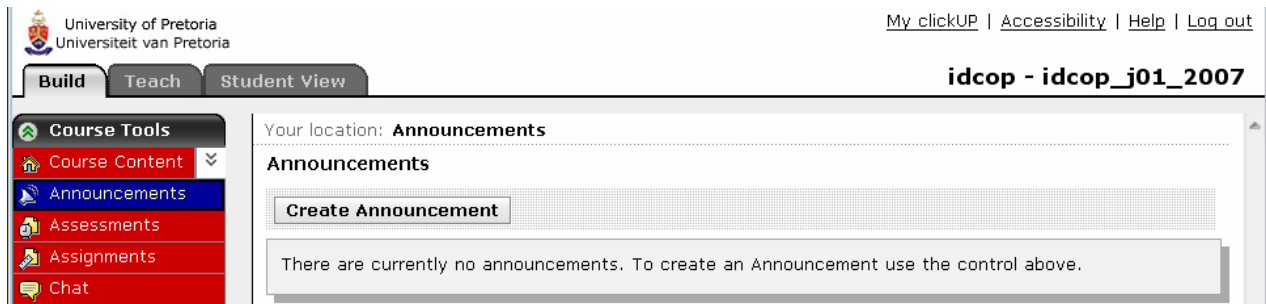 University of Pretoria
Universiteit van Pretoria
My clickUP | Accessibility | Help | Log out
Build Teach Student View
idcop - idcop_j01_2007
Course Tools
Your location: Announcements
Course Content
Announcements
Announcements
Create Announcement
Assessments
Assignments
There are currently no announcements. To create an Announcement use the control above.
Chat